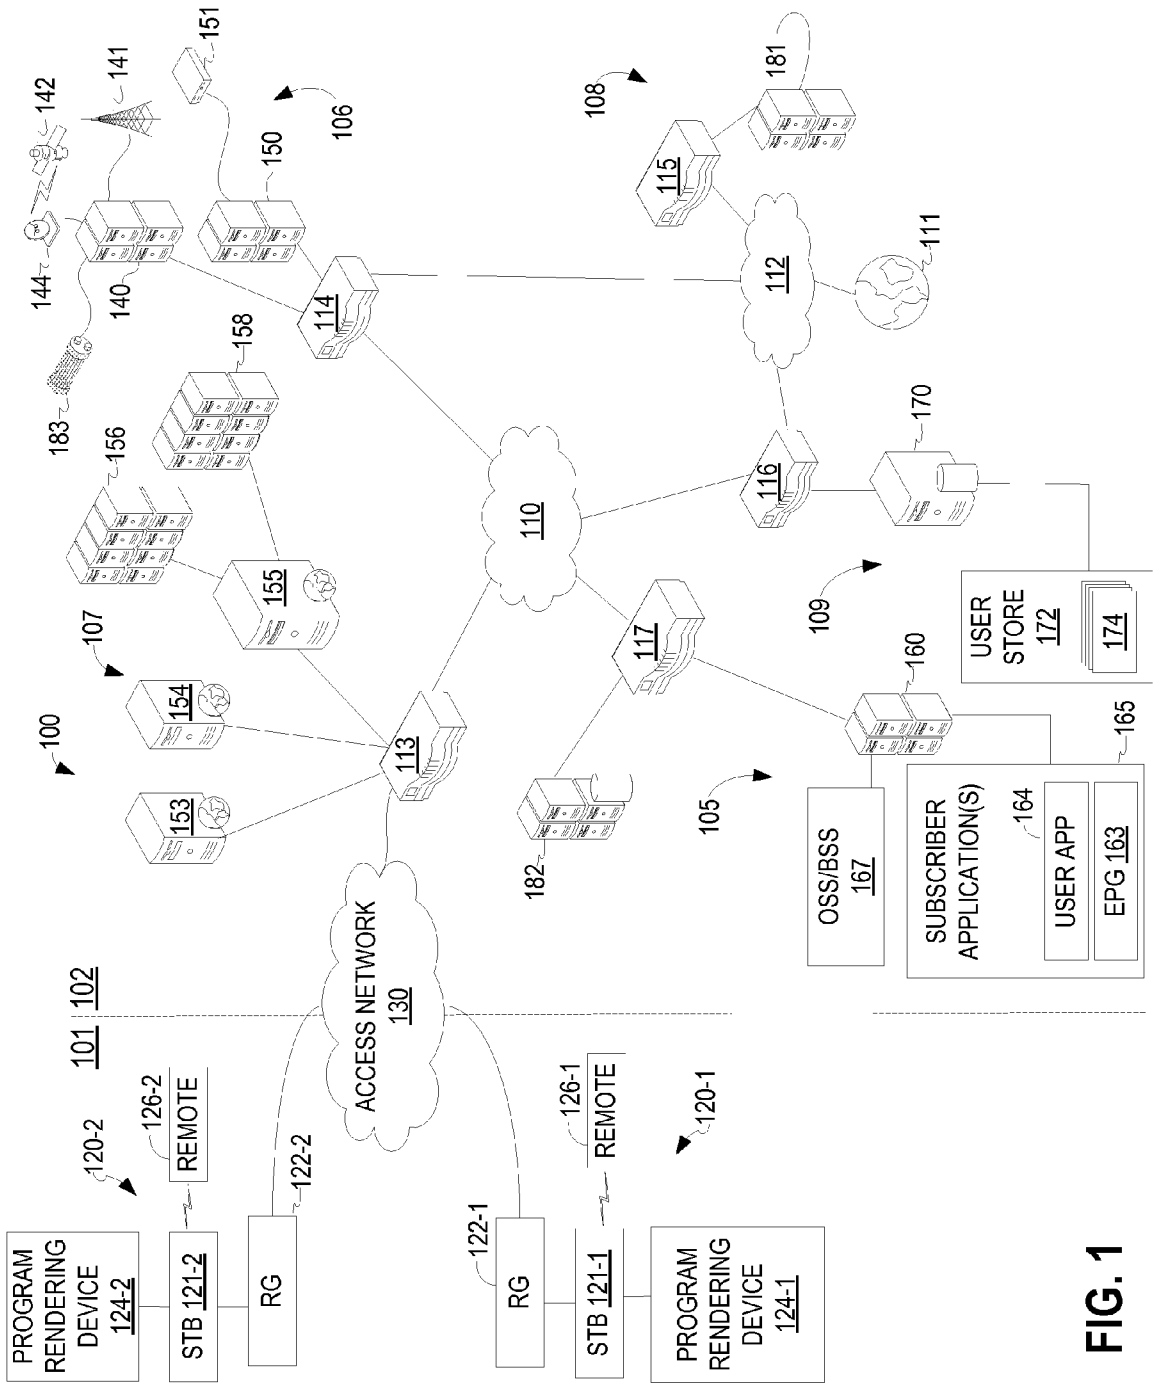 100
101
102
120-2
PROGRAM
RENDERING
DEVICE
124-2
STB 121-2
126-2
REMOTE
RG
122-2
ACCESS NETWORK
130
122-1
RG
STB 121-1
126-1
REMOTE
120-1
PROGRAM
RENDERING
DEVICE
124-1
107
153
154
155
156
158
113
110
182
117
105
160
OSS/BSS
167
SUBSCRIBER
APPLICATION(S)
164
165
USER APP
EPG 163
183
144
142
141
140
151
150
106
114
108
181
115
112
111
116
170
109
USER
STORE
172
174
FIG. 1